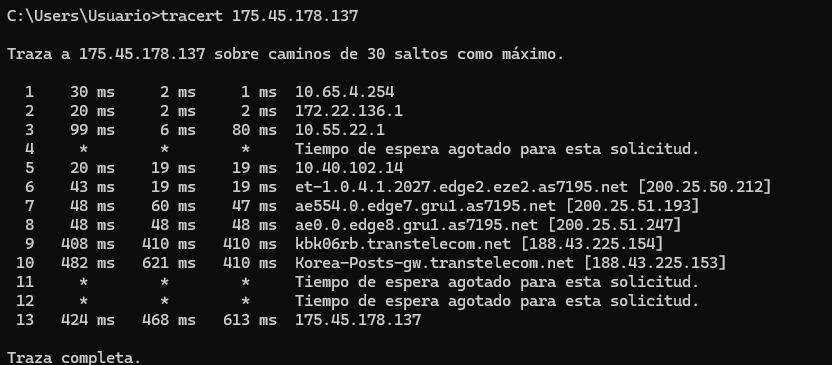 C:\Users\Usuario>tracert 175.45.178.137
Traza a 175.45.178.137 sobre caminos de 30 saltos como máximo.
1 30 ms 2 ms 1 ms 10.65.4.254
2 20 ms 2 ms 2 ms 172.22.136.1
3 99 ms 6 ms 80 ms 10.55.22.1
4 * * * Tiempo de espera agotado para esta solicitud.
5 20 ms 19 ms 19 ms 10.40.102.14
6 43 ms 19 ms 19 ms et-1.0.4.1.2027.edge2.eze2.as7195.net [200.25.50.212]
7 48 ms 60 ms 47 ms ae554.0.edge7.gru1.as7195.net [200.25.51.193]
8 48 ms 48 ms 48 ms ae0.0.edge8.gru1.as7195.net [200.25.51.247]
9 408 ms 410 ms 410 ms kbk06rb.transtelecom.net [188.43.225.154]
10 482 ms 621 ms 410 ms Korea-Posts-gw.transtelecom.net [188.43.225.153]
11 * * * Tiempo de espera agotado para esta solicitud.
12 * * * Tiempo de espera agotado para esta solicitud.
13 424 ms 468 ms 613 ms 175.45.178.137
Traza completa.